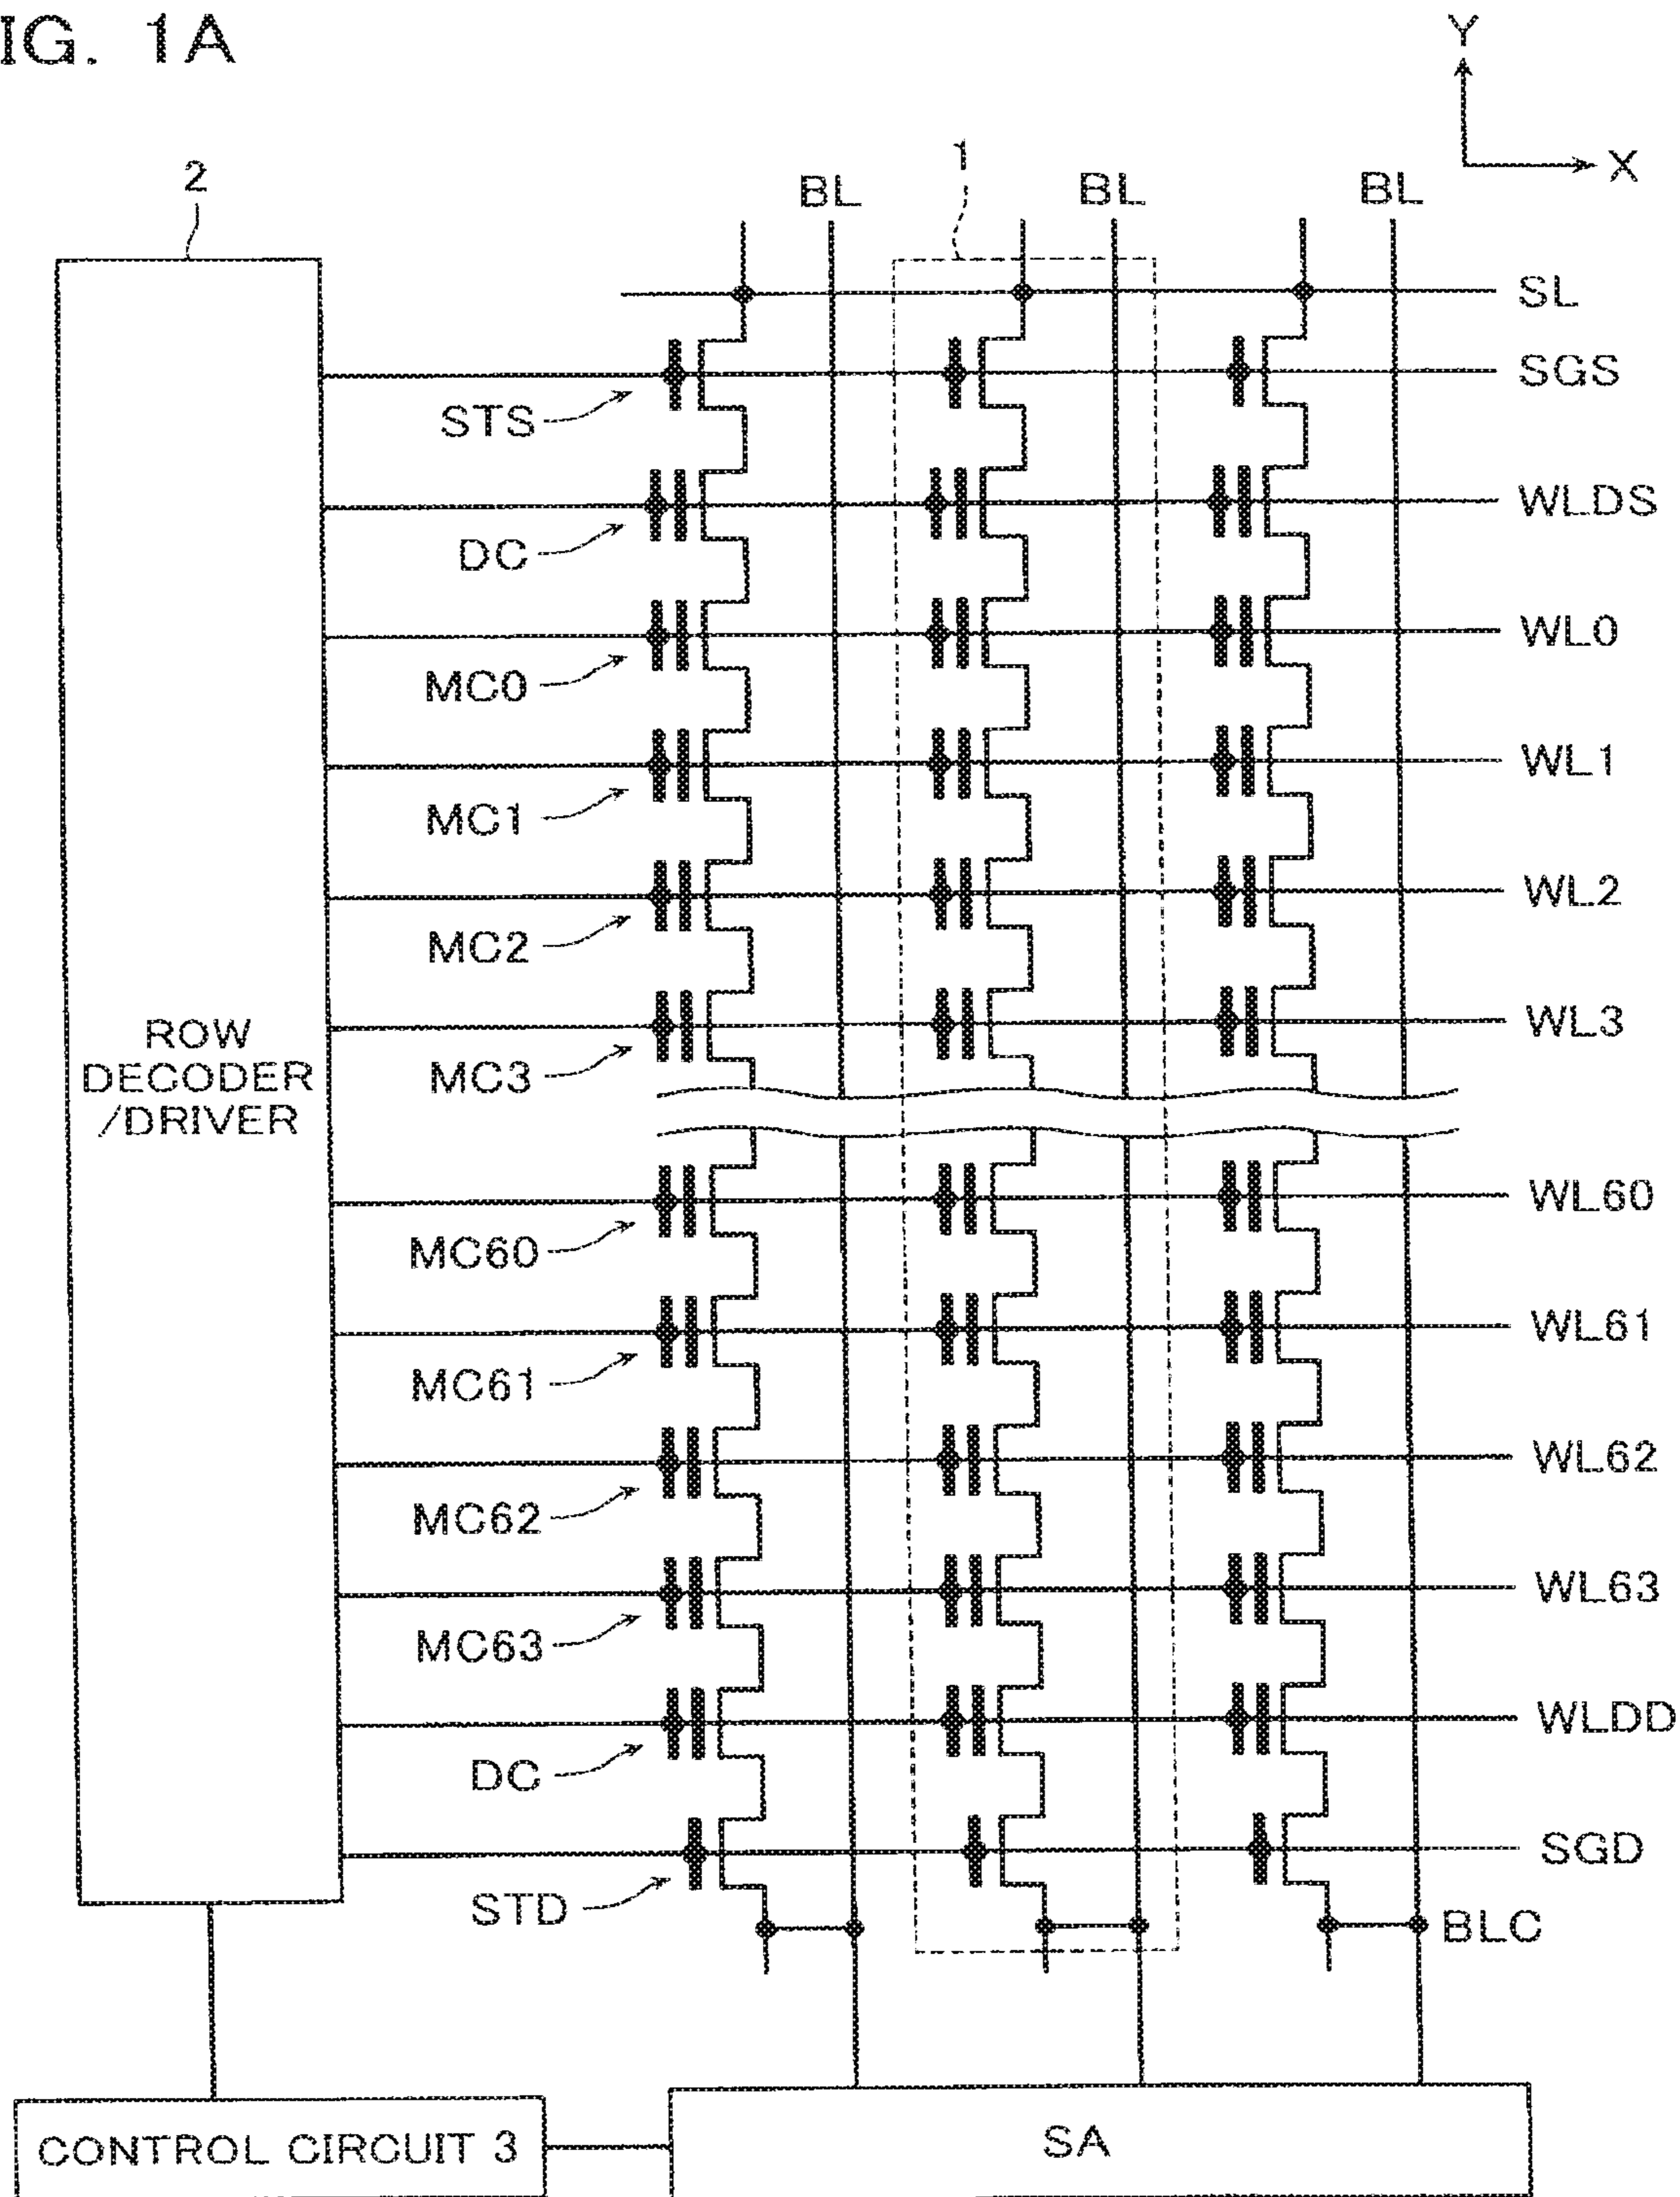 IG. 1A
Y
X
2
1
BL
BL
BL
SL
SGS
STS
WLDS
DC
WL0
MC0
WL1
MC1
WL2
MC2
WL3
MC3
ROW
DECODER
/DRIVER
WL60
MC60
WL61
MC61
WL62
MC62
WL63
MC63
WLDD
DC
SGD
STD
BLC
CONTROL CIRCUIT 3
SA